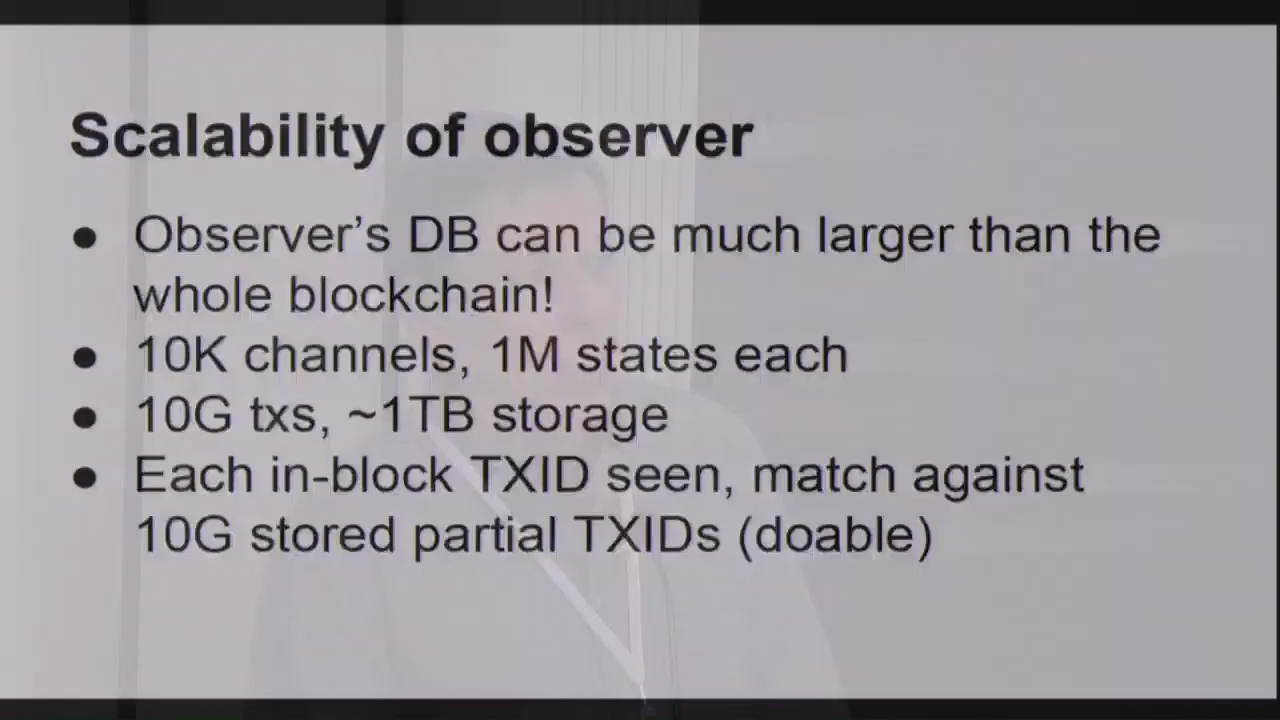 Scalability of observer
● Observer's DB can be much larger than the
whole blockchain!
● 10K channels, 1M states each
● 10G txs, ~1TB storage
● Each in-block TXID seen, match against
10G stored partial TXIDs (doable)